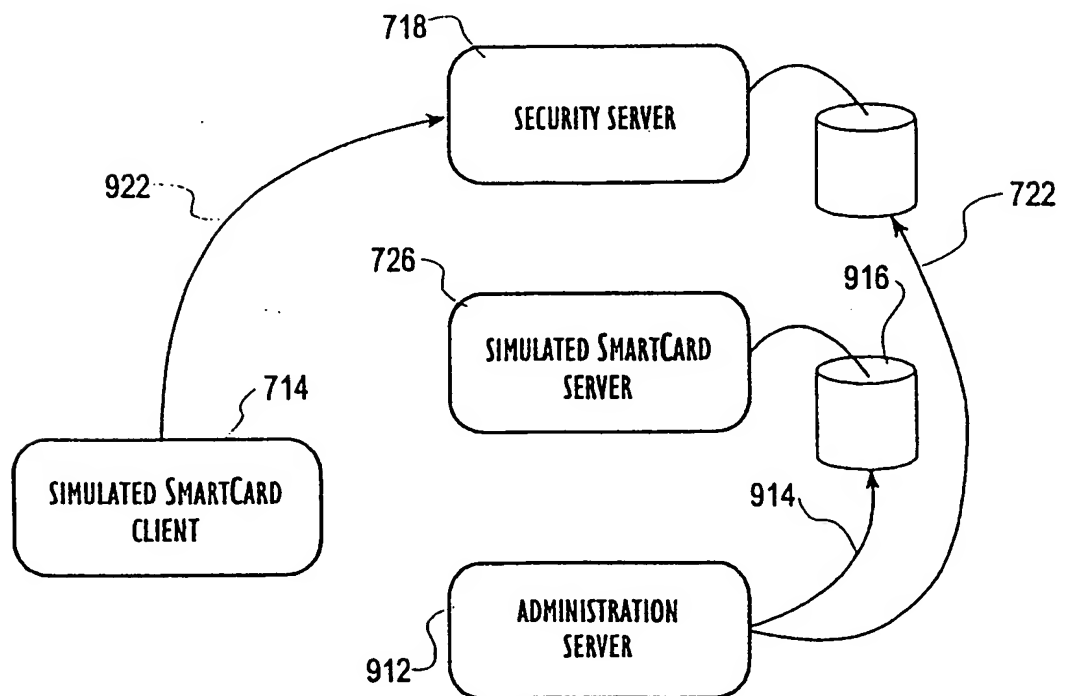 718
SECURITY SERVER
922
722
726
916
SIMULATED SMARTCARD
SERVER
714
SIMULATED SMARTCARD
CLIENT
914
ADMINISTRATION
SERVER
912